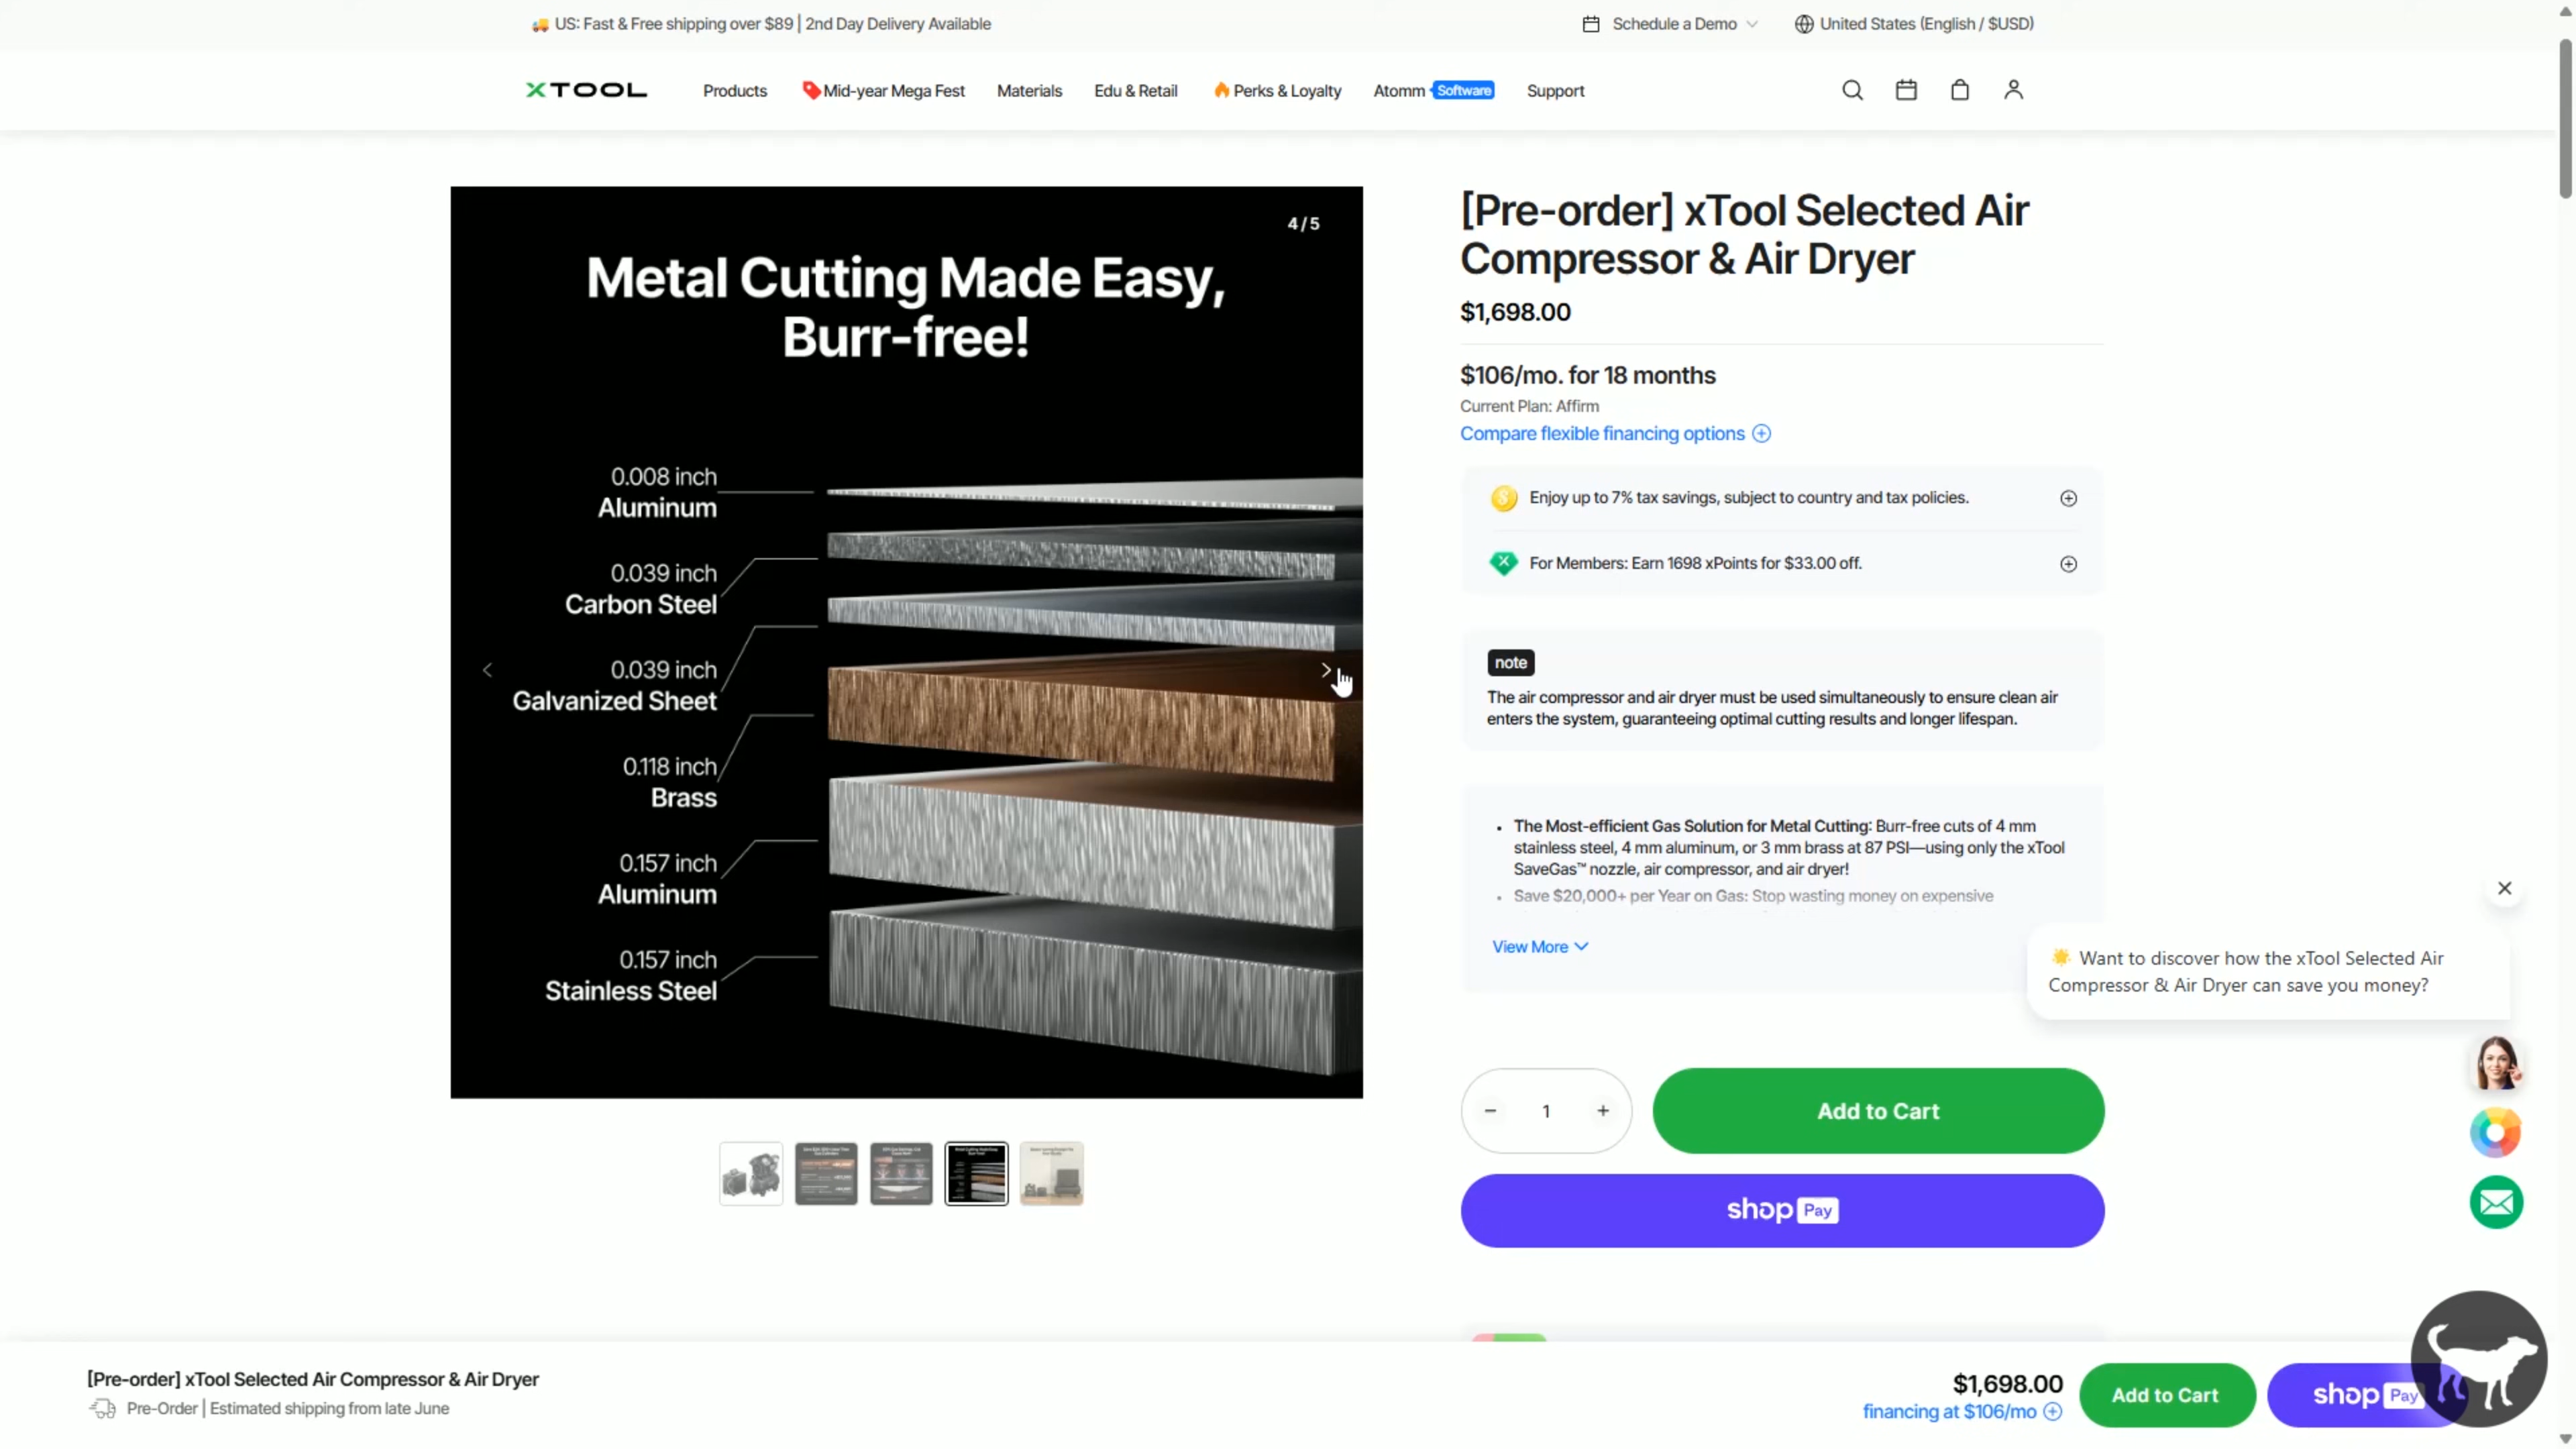 US: Fast & Free shipping over $89 | 2nd Day Delivery Available
Schedule a Demo
United States (English / $USD)
XTOOL
Products
Mid-year Mega Fest
Materials
Edu & Retail
Perks & Loyalty
Atomm Software
Support
4/5
Metal Cutting Made Easy,
Burr-free!
0.008 inch
Aluminum
0.039 inch
Carbon Steel
0.039 inch
Galvanized Sheet
0.118 inch
Brass
0.157 inch
Aluminum
0.157 inch
Stainless Steel
[Pre-order] xTool Selected Air
Compressor & Air Dryer
$1,698.00
$106/mo. for 18 months
Current Plan: Affirm
Compare flexible financing options
Enjoy up to 7% tax savings, subject to country and tax policies.
For Members: Earn 1698 xPoints for $33.00 off.
note
The air compressor and air dryer must be used simultaneously to ensure clean air
enters the system, guaranteeing optimal cutting results and longer lifespan.
• The Most-efficient Gas Solution for Metal Cutting: Burr-free cuts of 4 mm
stainless steel, 4 mm aluminum, or 3 mm brass at 87 PSI—using only the xTool
SaveGas™ nozzle, air compressor, and air dryer!
• Save $20,000+ per Year on Gas: Stop wasting money on expensive
View More
Want to discover how the xTool Selected Air
Compressor & Air Dryer can save you money?
− 1 +
Add to Cart
shop Pay
[Pre-order] xTool Selected Air Compressor & Air Dryer
Pre-Order | Estimated shipping from late June
$1,698.00
financing at $106/mo
Add to Cart
shop Pay